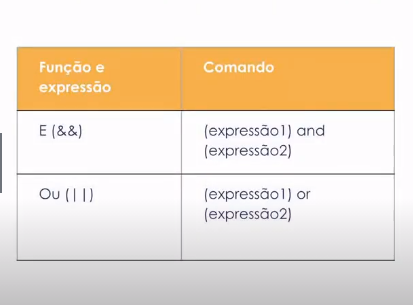 Função e
expressão
Comando
E (&&)
(expressão1) and
(expressão2)
Ou (||)
(expressão1) or
(expressão2)